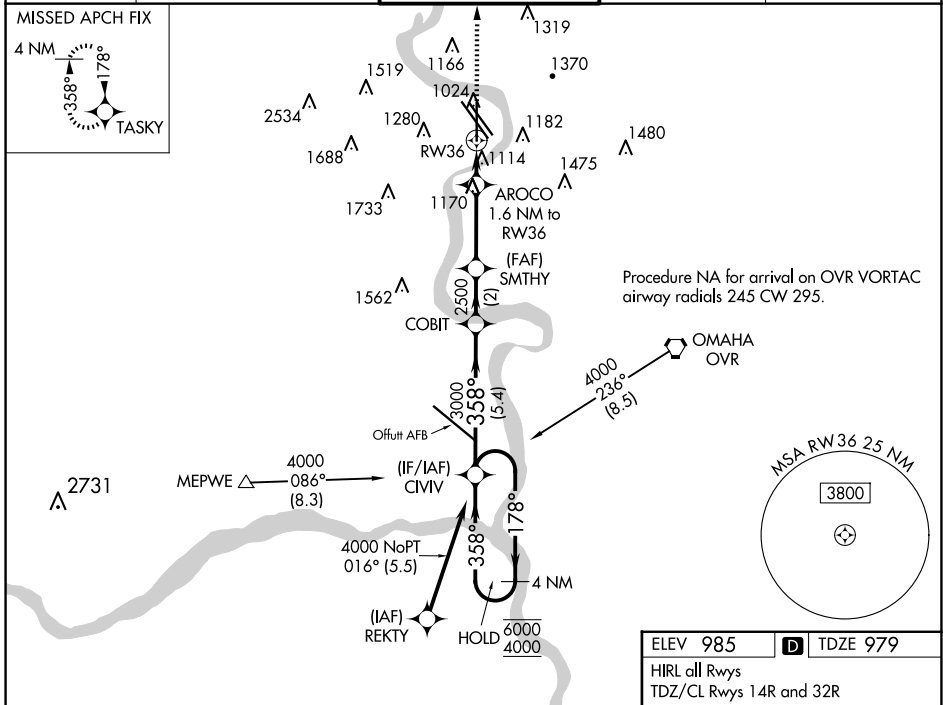 MISSED APCH FIX
4 NM
358°
178°
TASKY
1319
1166
1370
1519
1024
2534
1280
1182
1480
RW36
1688
1114
1475
1733
1170
AROCO
1.6 NM to
RW36
(FAF)
SMTHY
2500
(2)
1562
Procedure NA for arrival on OVR VORTAC
airway radials 245 CW 295.
COBIT
OMAHA
OVR
4000
236°
(8.5)
3000
358°
(5.4)
Offutt AFB
MSA RW36 25 NM
3800
(IF/IAF)
CIVIV
MEPWE
4000
086°
(8.3)
2731
178°
358°
4000 NoPT
016° (5.5)
4 NM
(IAF)
REKTY
HOLD
6000
4000
ELEV 985
D
TDZE 979
HIRL all Rwys
TDZ/CL Rwys 14R and 32R